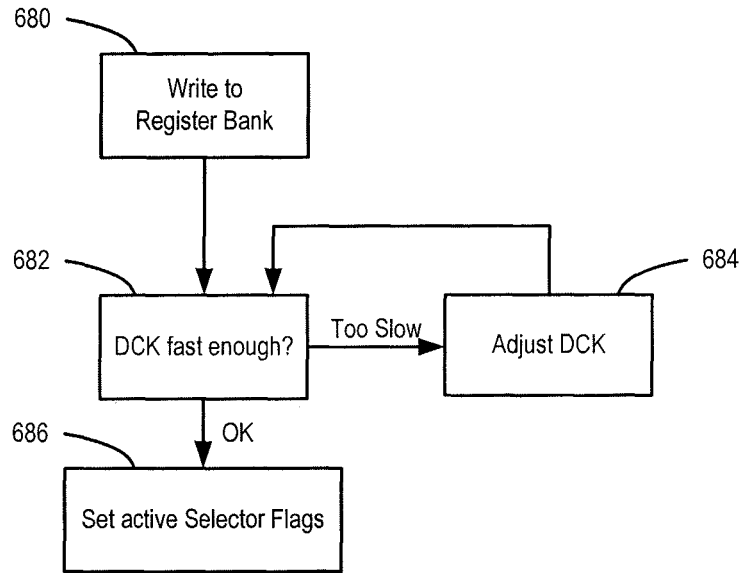 680
Write to
Register Bank
682
684
DCK fast enough?
Too Slow
Adjust DCK
OK
686
Set active Selector Flags